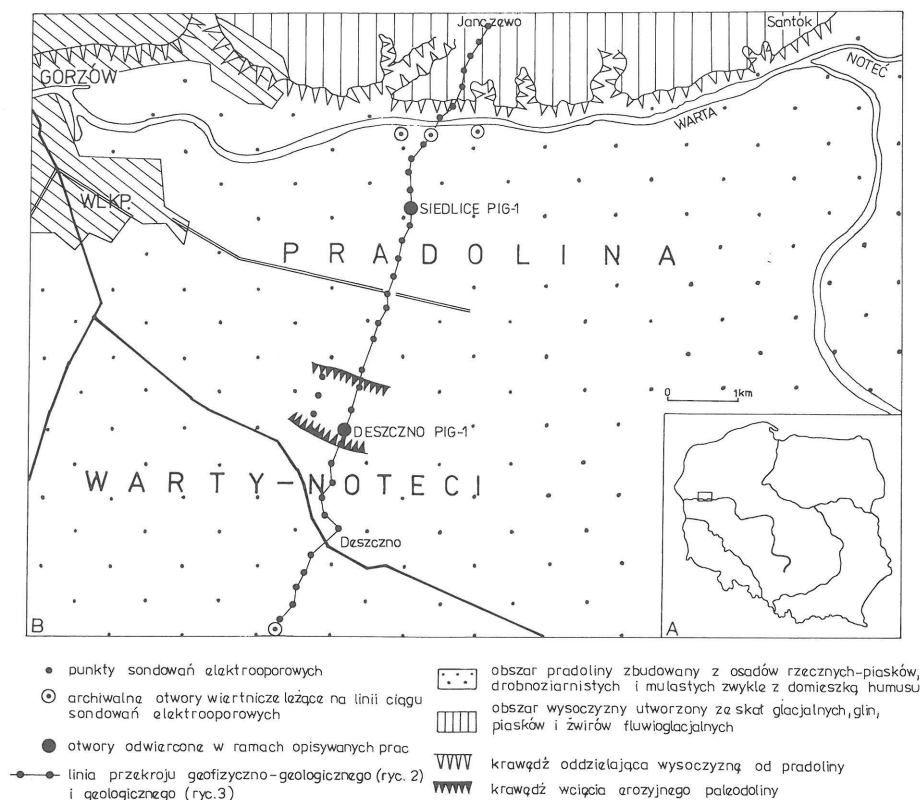 Janczewo
Santok
GORZÓW
NOTEĆ
WARTA
WLKP.
SIEDLICE PIG-1
PRADOLINA
0 1km
DESZCZNO PIG-1
WARTY-NOTECI
Deszczno
B
A
punkty sondowań elektrooporowych
archiwalne otwory wiertnicze leżące na linii ciągu
sondowań elektrooporowych
otwory odwiercone w ramach opisywanych prac
linia przekroju geofizyczno-geologicznego (ryc. 2)
i geologicznego (ryc.3)
obszar pradoliny zbudowany z osadów rzecznych-piasków,
drobnoziarnistych i mulastych zwykle z domieszką humusu
obszar wysoczyzny utworzony ze skał glacjalnych, glin,
piasków i żwirów fluwioglacjalnych
krawędź oddzielająca wysoczyznę od pradoliny
krawędź wcięcia erozyjnego paleodoliny